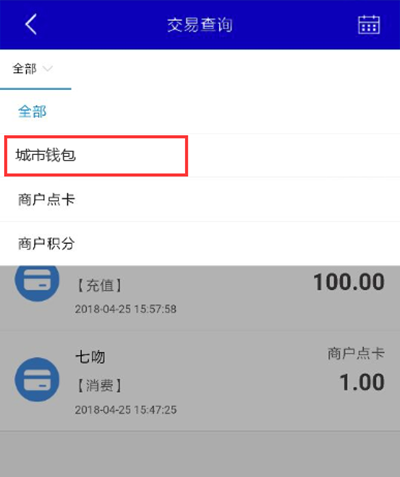 交易查询
全部
全部
城市钱包
商户点卡
商户积分
【充值】 100.00
2018-04-25 15:57:58
七吻 商户点卡
【消费】 1.00
2018-04-25 15:47:25